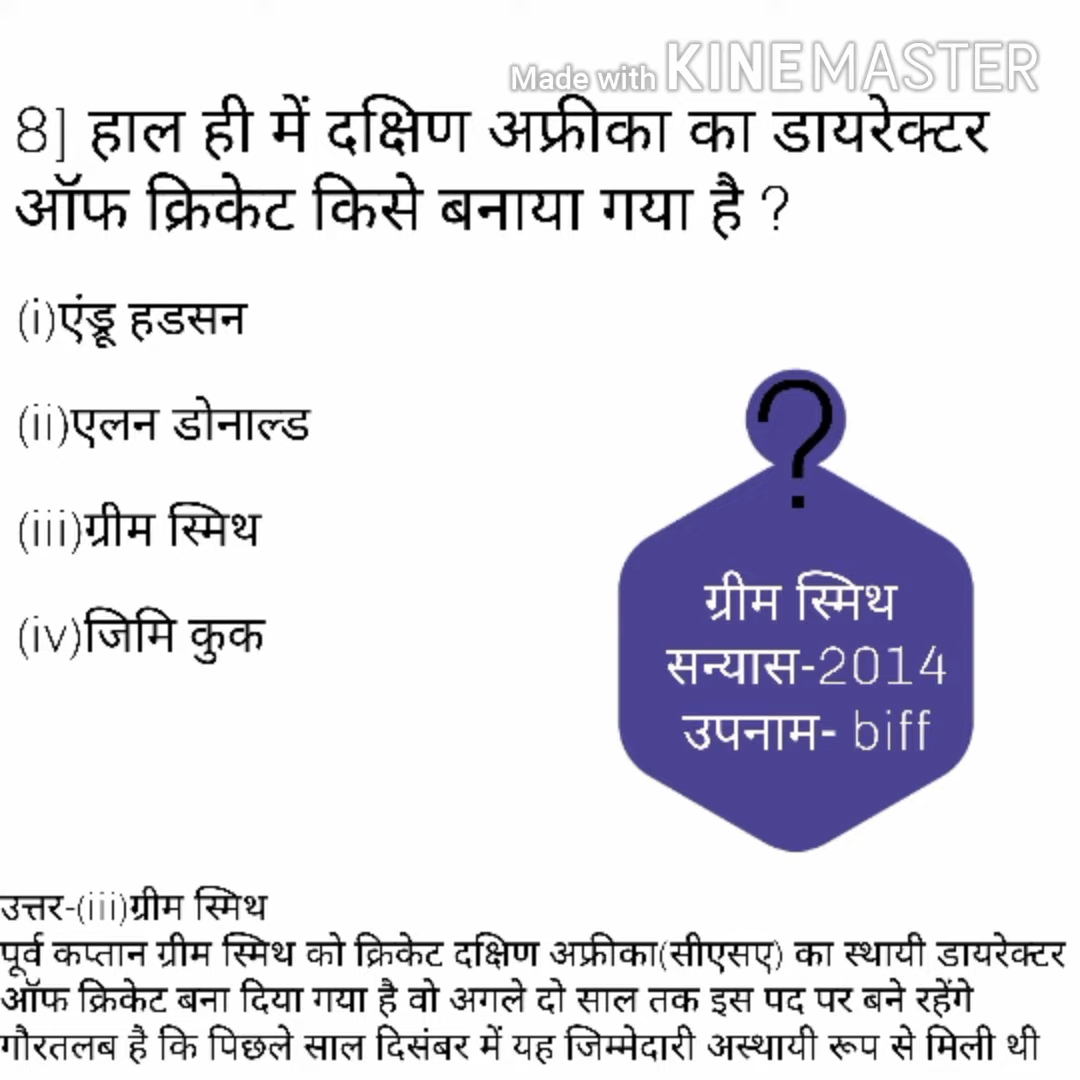 Made with KINEMASTER
8] हाल ही में दक्षिण अफ्रीका का डायरेक्टर
ऑफ क्रिकेट किसे बनाया गया है ?
(i)एंड्रू हडसन
(ii)एलन डोनाल्ड
(iii)ग्रीम स्मिथ
(iv)जिमि कुक
?
ग्रीम स्मिथ
सन्यास-2014
उपनाम- biff
उत्तर-(iii)ग्रीम स्मिथ
पूर्व कप्तान ग्रीम स्मिथ को क्रिकेट दक्षिण अफ्रीका(सीएसए) का स्थायी डायरेक्टर
ऑफ क्रिकेट बना दिया गया है वो अगले दो साल तक इस पद पर बने रहेंगे
गौरतलब है कि पिछले साल दिसंबर में यह जिम्मेदारी अस्थायी रूप से मिली थी